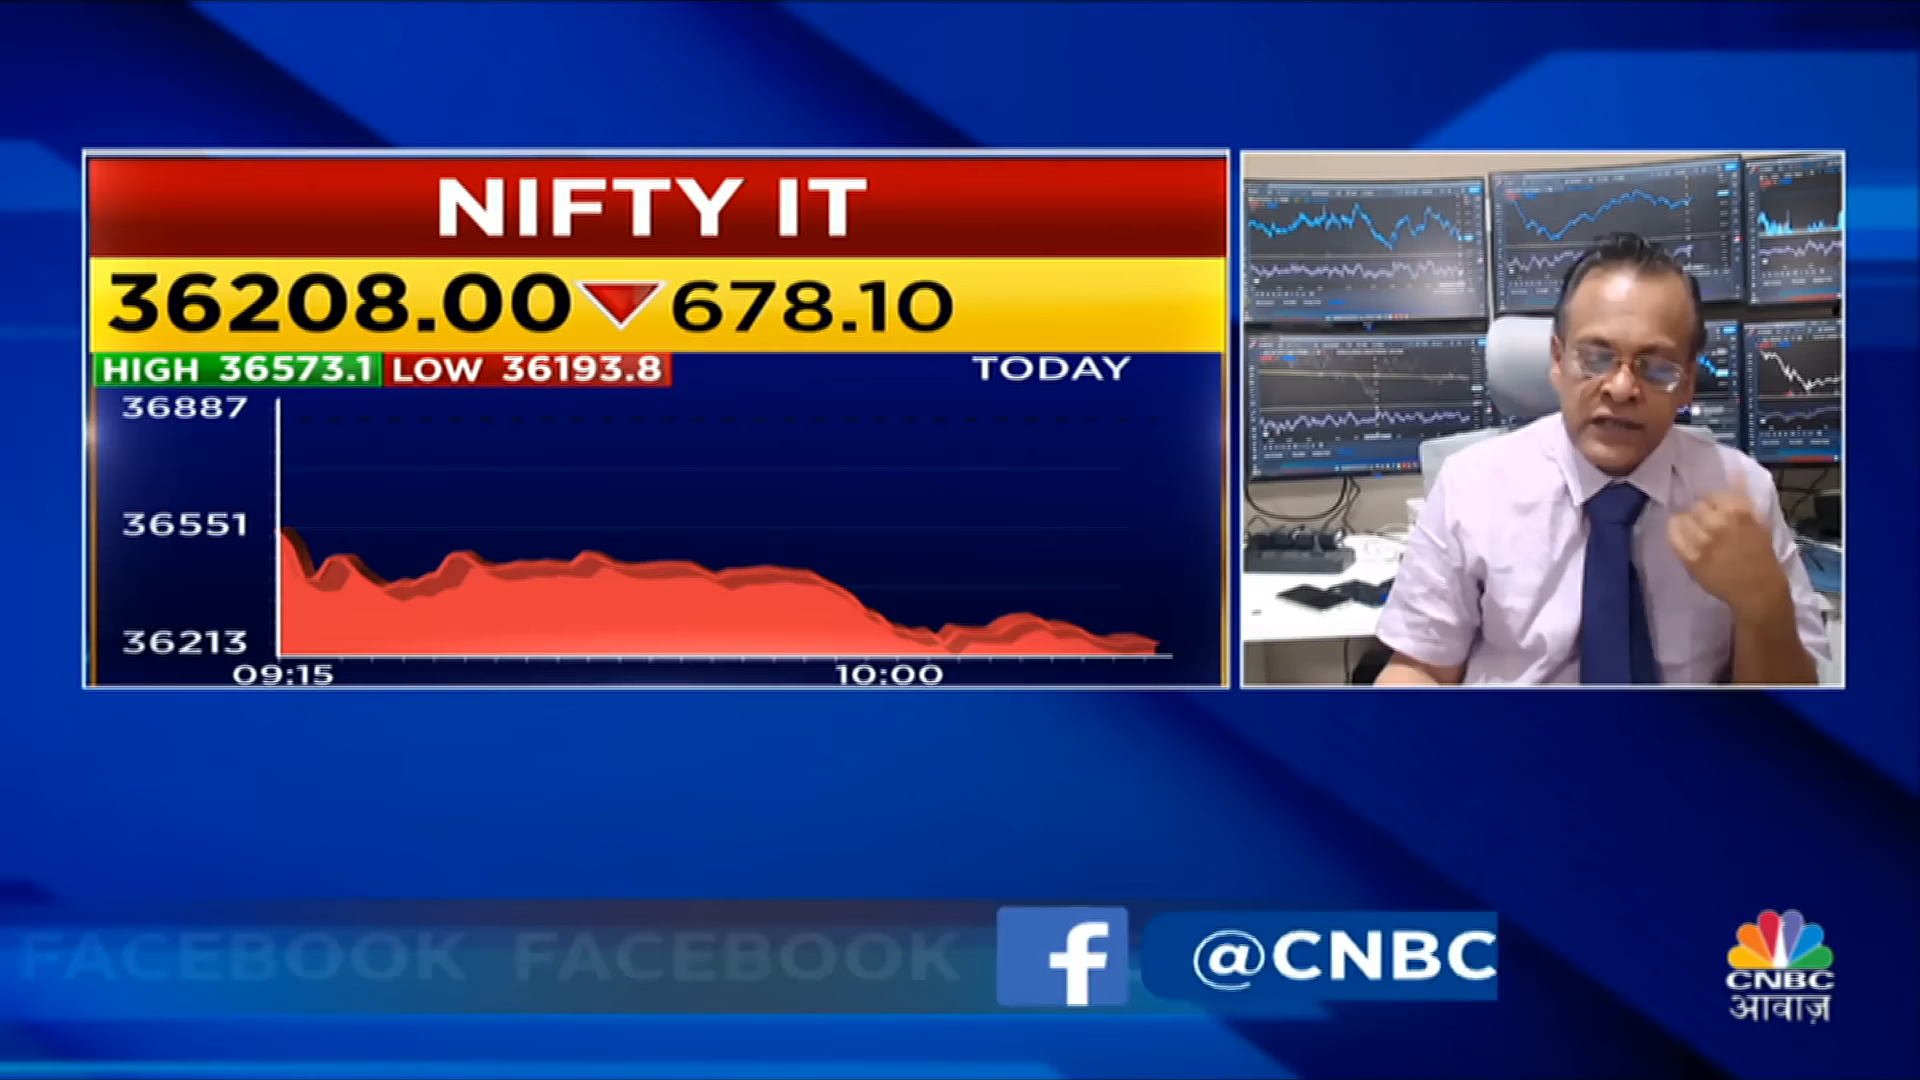 NIFTY IT
36208.00 678.10
HIGH 36573.1 LOW 36193.8 TODAY
36887
36551
36213
09:15 10:00
FACEBOOK FACEBOOK
f @CNBC
CNBC
आवाज़